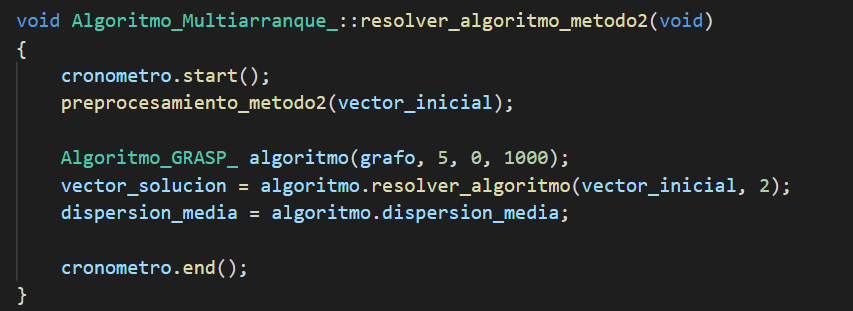 void Algoritmo_Multiarranque_::resolver_algoritmo_metodo2(void)
{
    cronometro.start();
    preprocesamiento_metodo2(vector_inicial);

    Algoritmo_GRASP_ algoritmo(grafo, 5, 0, 1000);
    vector_solucion = algoritmo.resolver_algoritmo(vector_inicial, 2);
    dispersion_media = algoritmo.dispersion_media;

    cronometro.end();
}